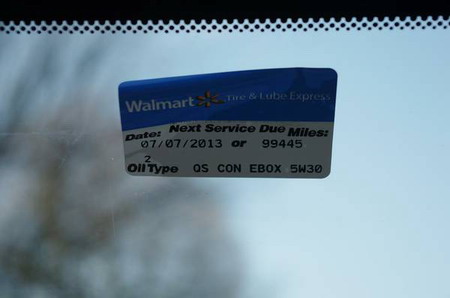 Walmart Tire & Lube Express
Next Service Due
Date: Miles:
07/07/2013 or 99445
2
Oil Type QS CON EBOX 5W30